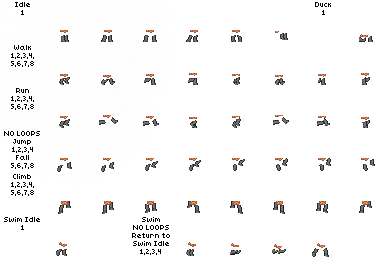 Idle
1
Duck
1
Walk
1,2,3,4,
5,6,7,8
Run
1,2,3,4,
5,6,7,8
NO LOOPS
Jump
1,2,3,4
Fall
5,6,7,8
Climb
1,2,3,4,
5,6,7,8
Swim Idle
1
Swim
NO LOOPS
Return to
Swim Idle
1,2,3,4